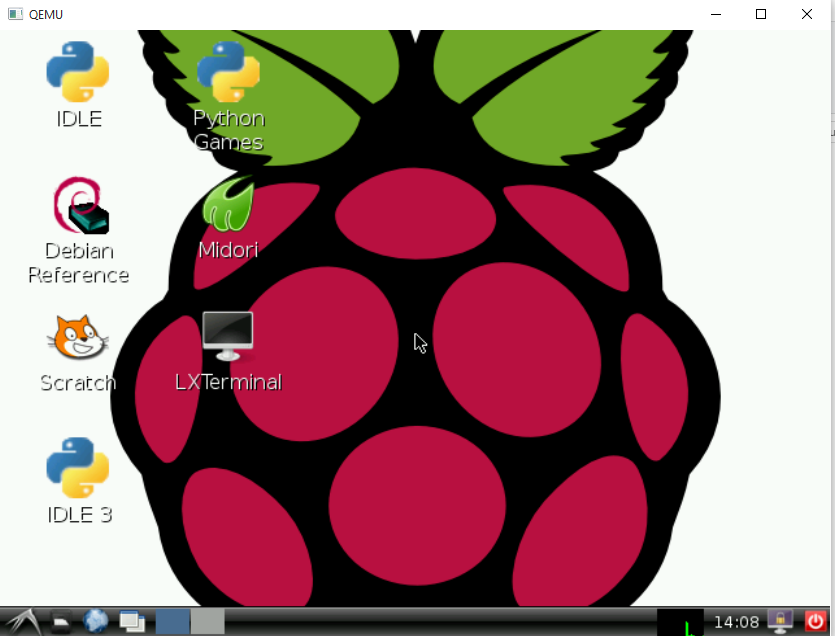 QEMU
IDLE
Python
Games
Debian
Reference
Midori
Scratch
LXTerminal
IDLE 3
14:08